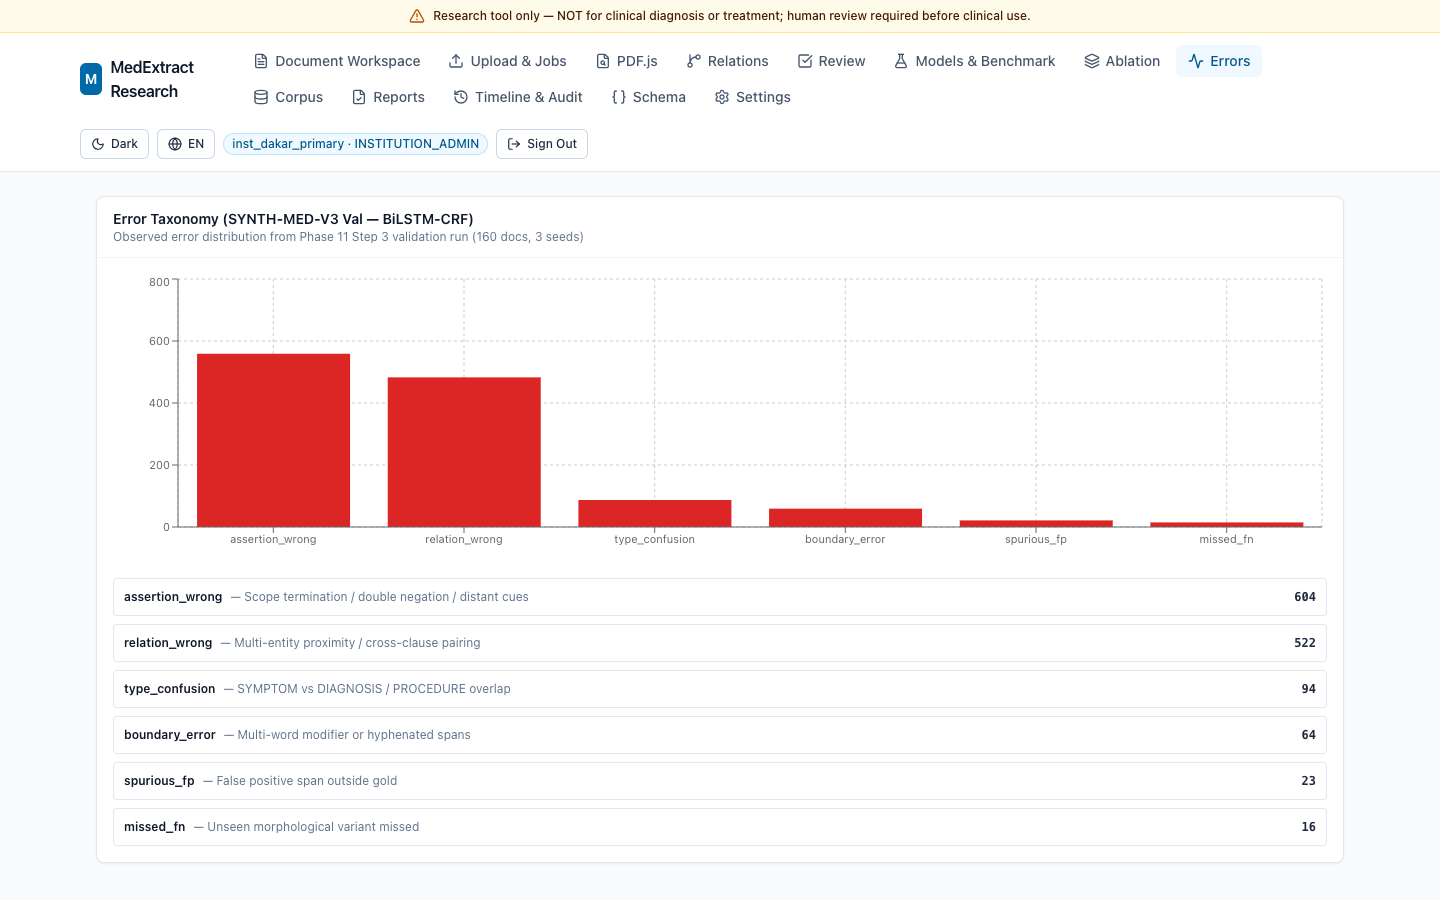 Research tool only — NOT for clinical diagnosis or treatment; human review required before clinical use.
M
MedExtract
Research
Document Workspace
Upload & Jobs
PDF.js
Relations
Review
Models & Benchmark
Ablation
Errors
Corpus
Reports
Timeline & Audit
Schema
Settings
Dark
EN
inst_dakar_primary · INSTITUTION_ADMIN
Sign Out
Error Taxonomy (SYNTH-MED-V3 Val — BiLSTM-CRF)
Observed error distribution from Phase 11 Step 3 validation run (160 docs, 3 seeds)
800
600
400
200
0
assertion_wrong
relation_wrong
type_confusion
boundary_error
spurious_fp
missed_fn
assertion_wrong — Scope termination / double negation / distant cues 604
relation_wrong — Multi-entity proximity / cross-clause pairing 522
type_confusion — SYMPTOM vs DIAGNOSIS / PROCEDURE overlap 94
boundary_error — Multi-word modifier or hyphenated spans 64
spurious_fp — False positive span outside gold 23
missed_fn — Unseen morphological variant missed 16